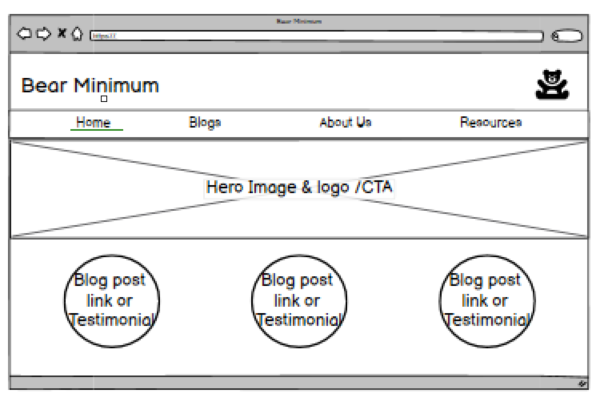 Bear Minimum
https://
Bear Minimum
Home Blogs About Us Resources
Hero Image & logo /CTA
Blog post
link or
Testimonial
Blog post
link or
Testimonial
Blog post
link or
Testimonial